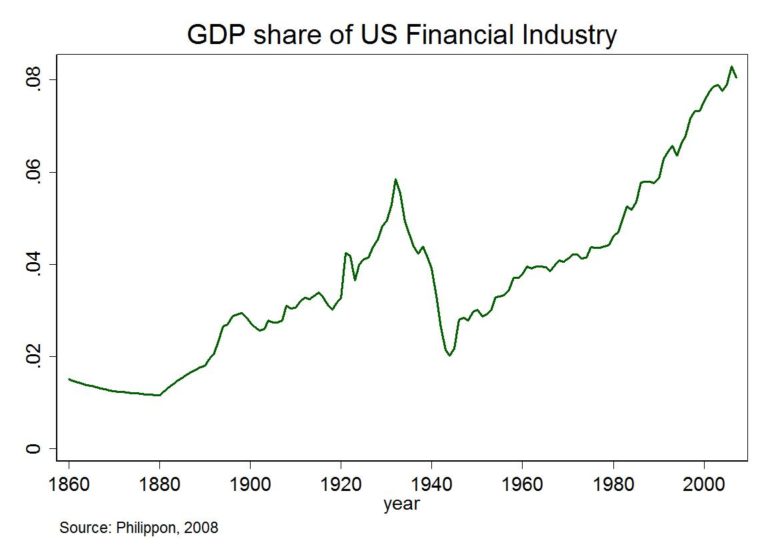 GDP share of US Financial Industry
.08
.06
.04
.02
0
1860 1880 1900 1920 1940 1960 1980 2000
year
Source: Philippon, 2008